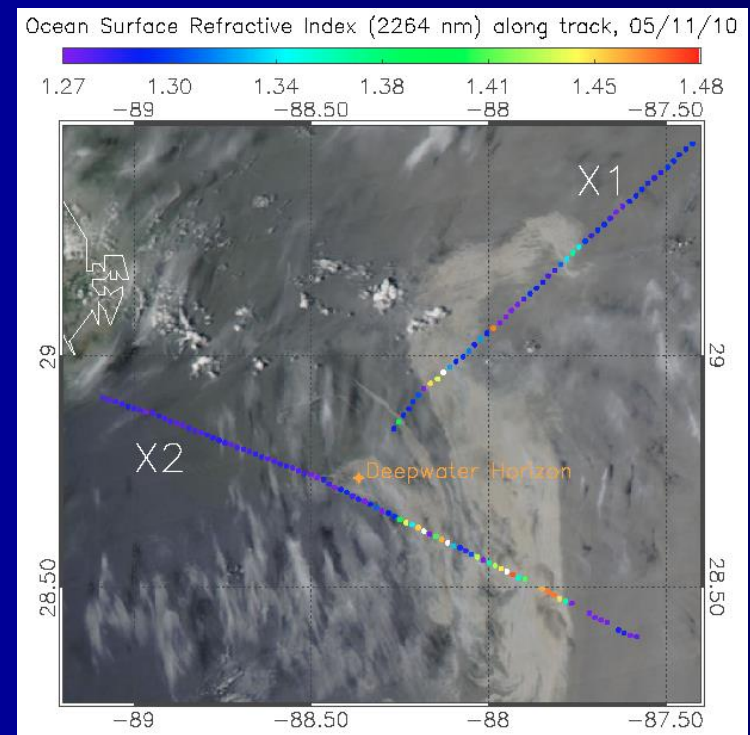 Ocean Surface Refractive Index (2264 nm) along track, 05/11/10
1.27 1.30 1.34 1.38 1.41 1.45 1.48
-89 -88.50 -88 -87.50
X1
29 29
X2
Deepwater Horizon
28.50 28.50
-89 -88.50 -88 -87.50